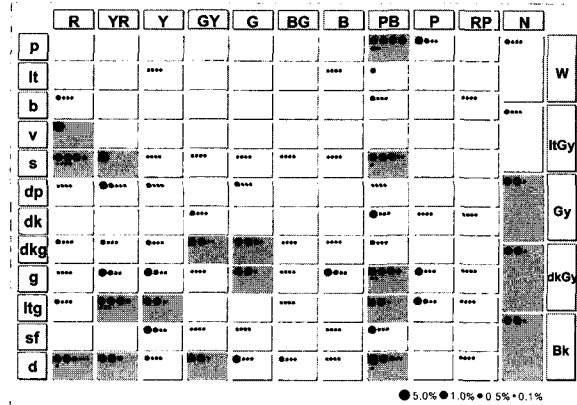 R YR Y GY G BG B PB P RP N
p
lt
W
b
v
ltGy
s
dp
Gy
dk
dkg
g
dkGy
ltg
sf
Bk
d
5.0% 1.0% 0.5% 0.1%